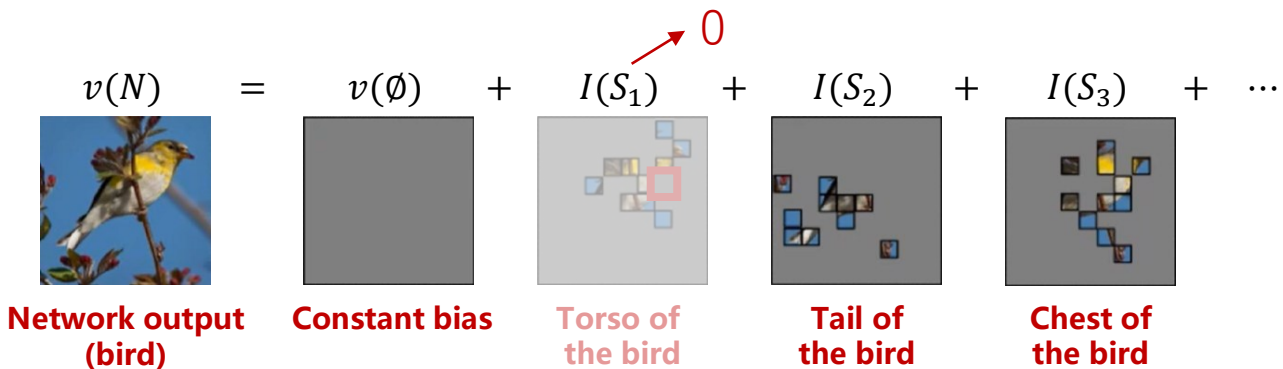 0
v(N) = v(∅) + I(S₁) + I(S₂) + I(S₃) + ⋯
Network output (bird)
Constant bias
Torso of the bird
Tail of the bird
Chest of the bird